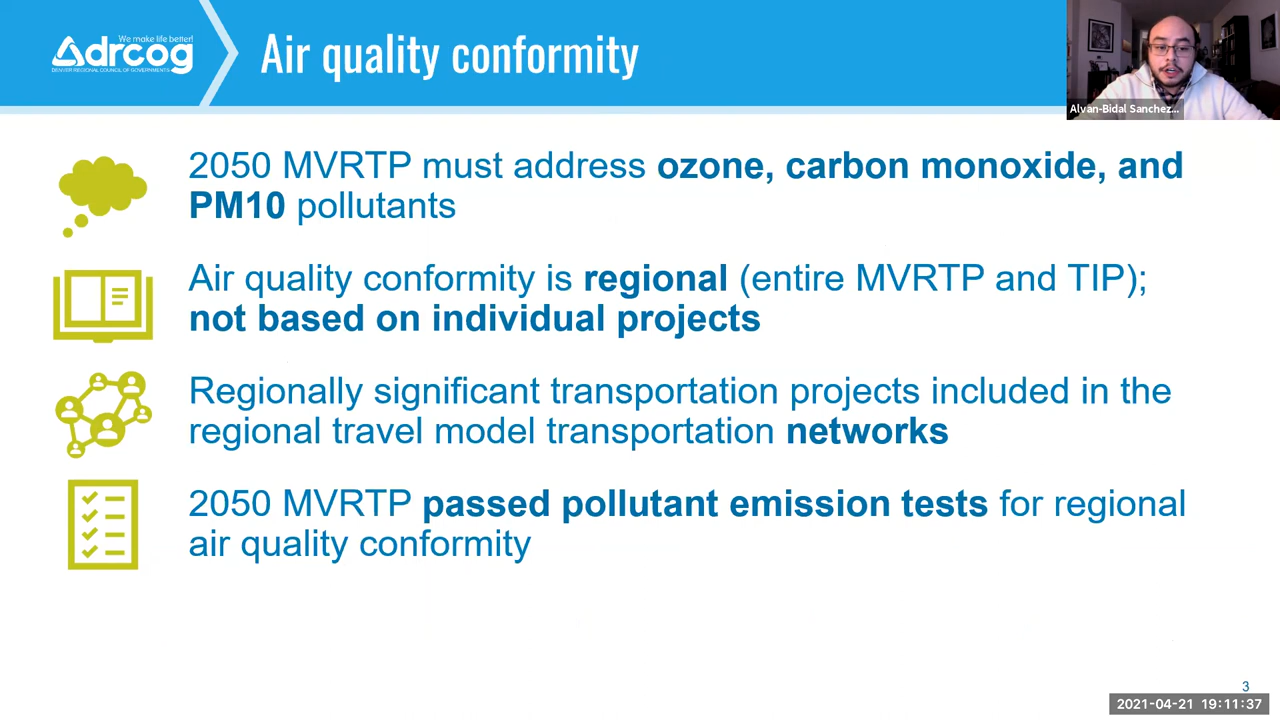 We make life better!
drcog
DENVER REGIONAL COUNCIL OF GOVERNMENTS
Air quality conformity
Alvan-Bidal Sanchez...
2050 MVRTP must address ozone, carbon monoxide, and
PM10 pollutants
Air quality conformity is regional (entire MVRTP and TIP);
not based on individual projects
Regionally significant transportation projects included in the
regional travel model transportation networks
2050 MVRTP passed pollutant emission tests for regional
air quality conformity
3
2021-04-21 19:11:37